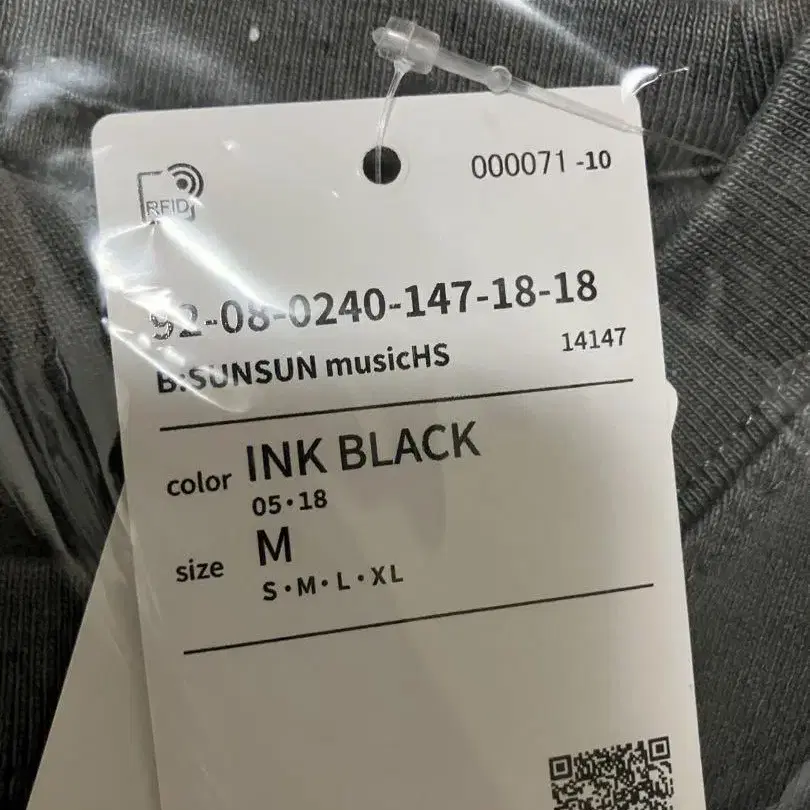 RFID
000071 -10
92-08-0240-147-18-18
B:SUNSUN musicHS
14147
color INK BLACK
05・18
size M
S・M・L・XL